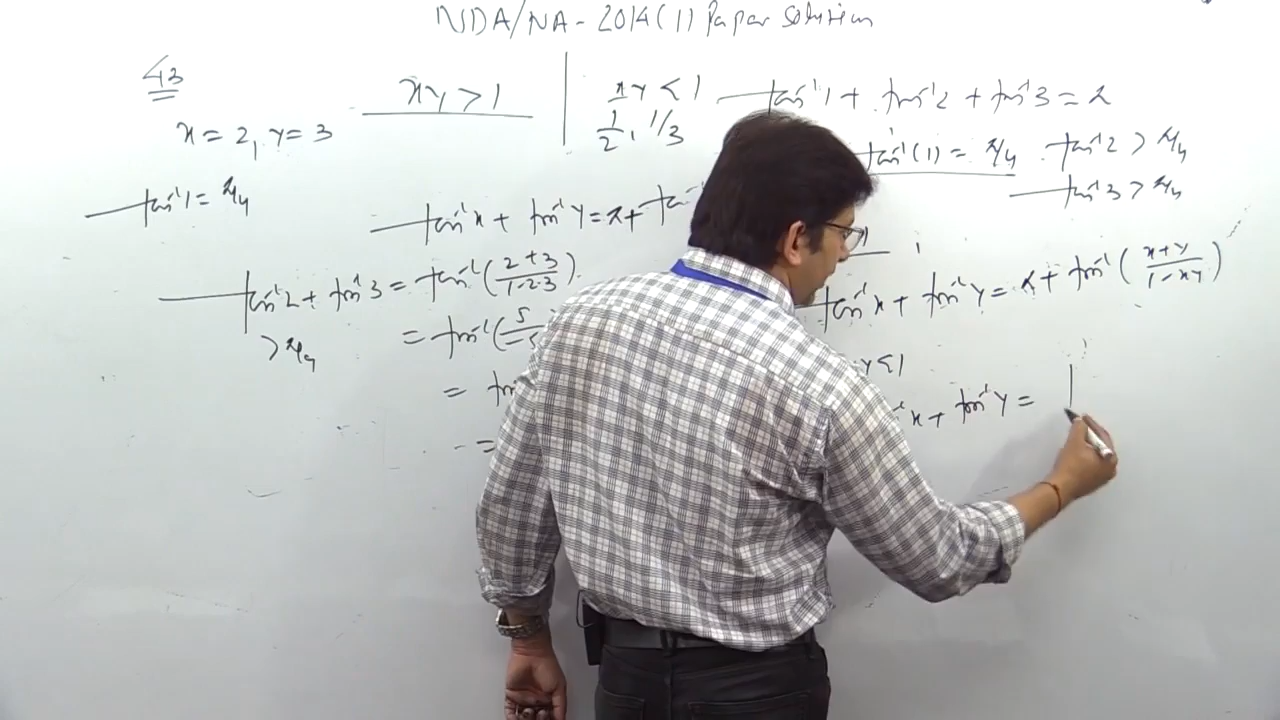 NDA/NA-2014(1) Paper Solution
43
x = 2, y = 3
tan⁻¹1 = π/4
xy > 1
xy < 1
1/2, 1/3
tan⁻¹x + tan⁻¹y = π + tan⁻¹
tan⁻¹2 + tan⁻¹3 = tan⁻¹(2+3/1-2·3)
> π/4
= tan⁻¹(5/-5
= tan
- =
tan⁻¹1 + tan⁻¹2 + tan⁻¹3 = π
tan⁻¹(1) = π/4 tan⁻¹2 > π/4
tan⁻¹3 > π/4
tan⁻¹x + tan⁻¹y = π + tan⁻¹(x+y/1-xy)
y < 1
x + tan⁻¹y =